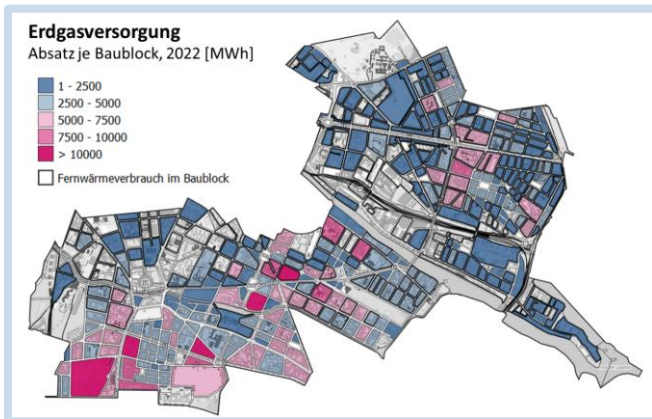 Erdgasversorgung
Absatz je Baublock, 2022 [MWh]
1 - 2500
2500 - 5000
5000 - 7500
7500 - 10000
> 10000
Fernwärmeverbrauch im Baublock